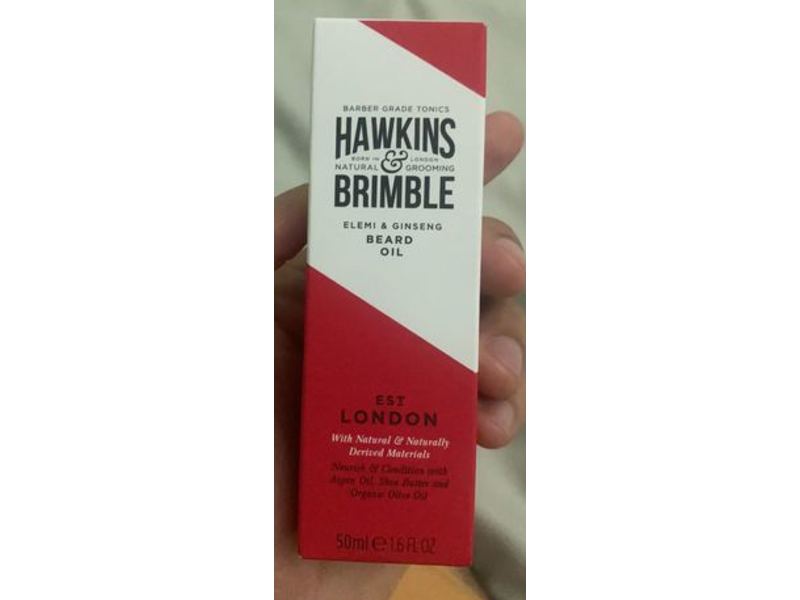 BARBER GRADE TONICS
HAWKINS
BORN IN & LONDON
NATURAL GROOMING
BRIMBLE
ELEMI & GINSENG
BEARD
OIL
EST
LONDON
With Natural & Naturally
Derived Materials
Nourish & Condition with
Argan Oil, Shea Butter and
Organic Olive Oil
50ml ℮ 1.6 FL OZ